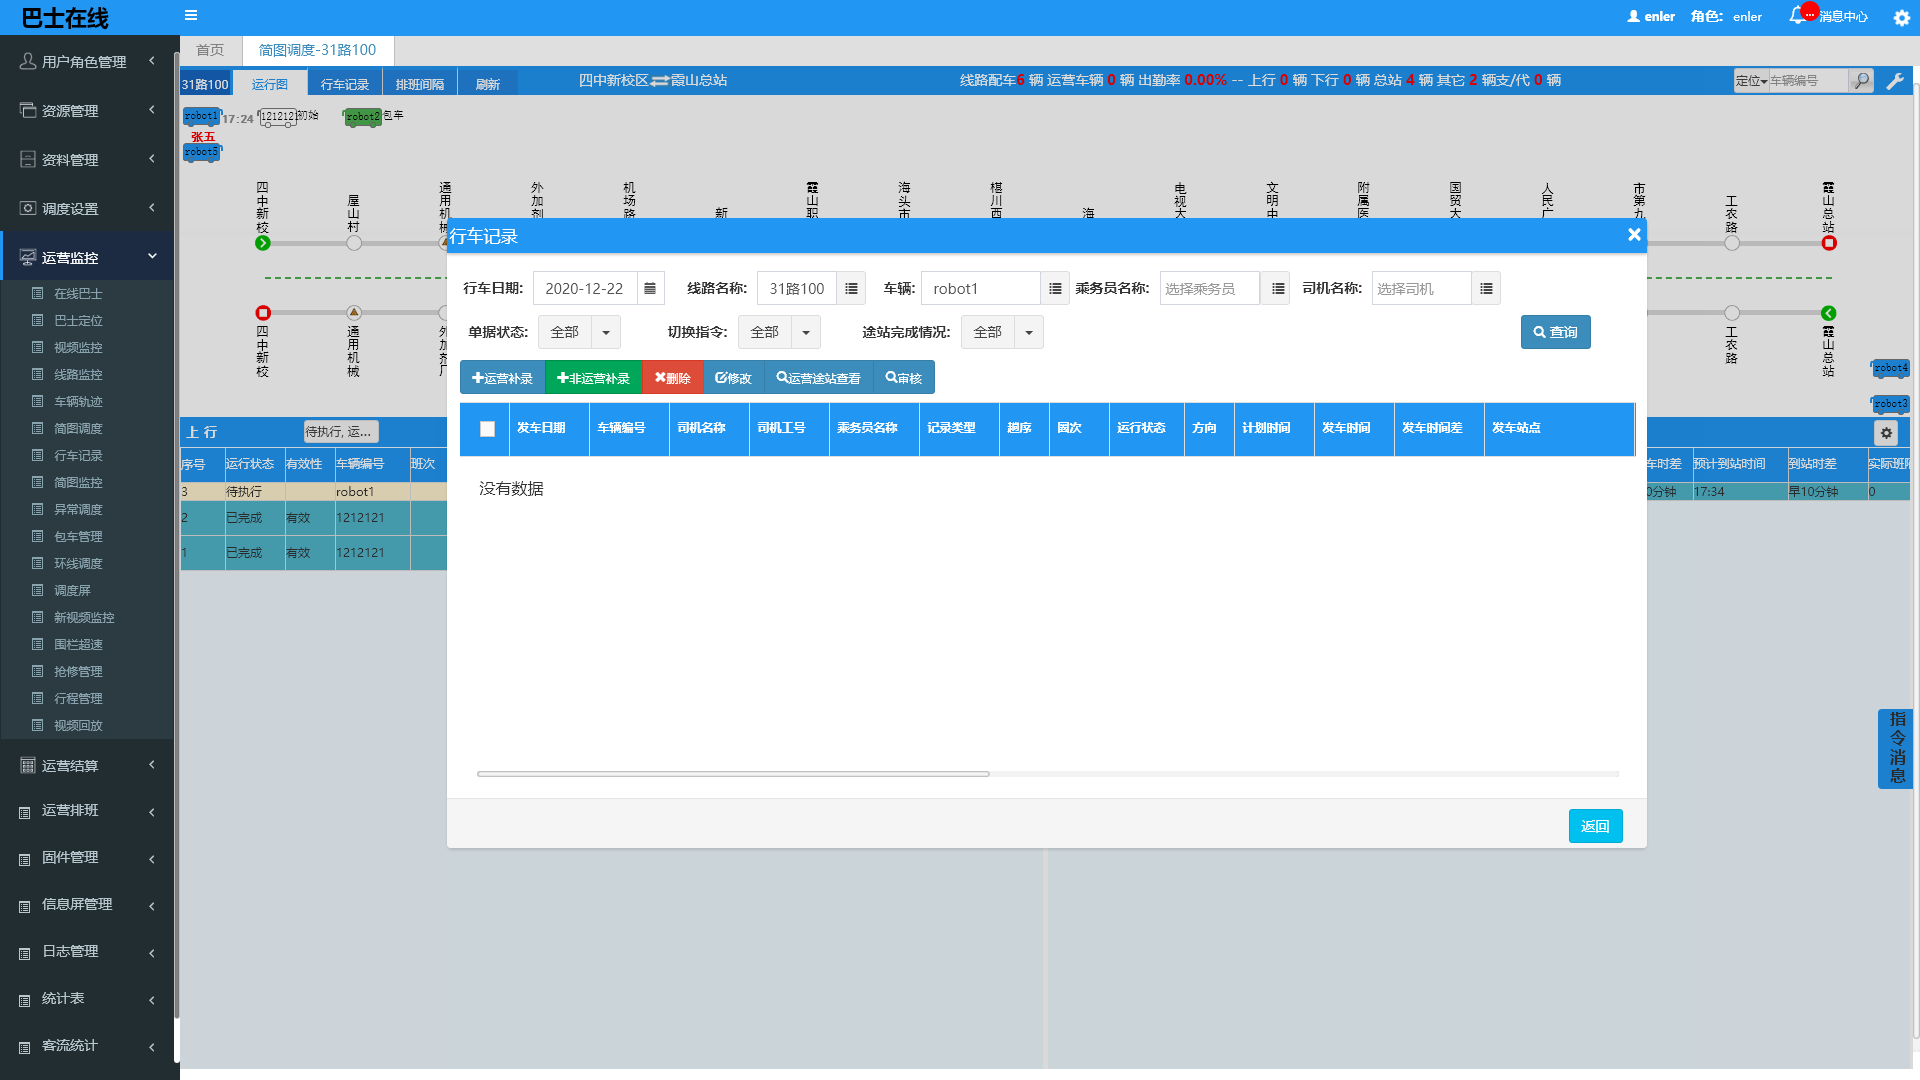 巴士在线
enler 角色: enler ... 消息中心
用户角色管理
资源管理
资料管理
调度设置
运营监控
在线巴士
巴士定位
视频监控
线路监控
车辆轨迹
简图调度
行车记录
简图监控
异常调度
包车管理
环线调度
调度屏
新视频监控
围栏超速
抢修管理
行程管理
视频回放
运营结算
运营排班
固件管理
信息屏管理
日志管理
统计表
客流统计
首页 简图调度-31路100
31路100 运行图 行车记录 排班间隔 刷新 四中新校区⇌霞山总站 线路配车6 辆 运营车辆 0 辆 出勤率 0.00% -- 上行 0 辆 下行 0 辆 总站 4 辆 其它 2 辆支/代 0 辆 定位 车辆编号
robot1 17:24 1212121 初始 robot2 包车
张五
robot5
四中新校 屋山村 通用机械 外加剂 机场路 新 霞山职 海头市 椹川西 海 电视大 文明中 附属医 国贸大 人民广 市第九 工农路 霞山总站
四中新校 通用机械 外加剂厂 工农路 霞山总站
robot4
robot3
上行 待执行, 运...
序号 运行状态 有效性 车辆编号 班次
3 待执行 robot1
2 已完成 有效 1212121
1 已完成 有效 1212121
车时差 预计到站时间 到站时差 实际班
0分钟 17:34 早10分钟 0
指令消息
行车记录
行车日期: 2020-12-22 线路名称: 31路100 车辆: robot1 乘务员名称: 选择乘务员 司机名称: 选择司机
单据状态: 全部 切换指令: 全部 途站完成情况: 全部 查询
运营补录 非运营补录 删除 修改 运营途站查看 审核
发车日期 车辆编号 司机名称 司机工号 乘务员名称 记录类型 趟序 圈次 运行状态 方向 计划时间 发车时间 发车时间差 发车站点
没有数据
返回